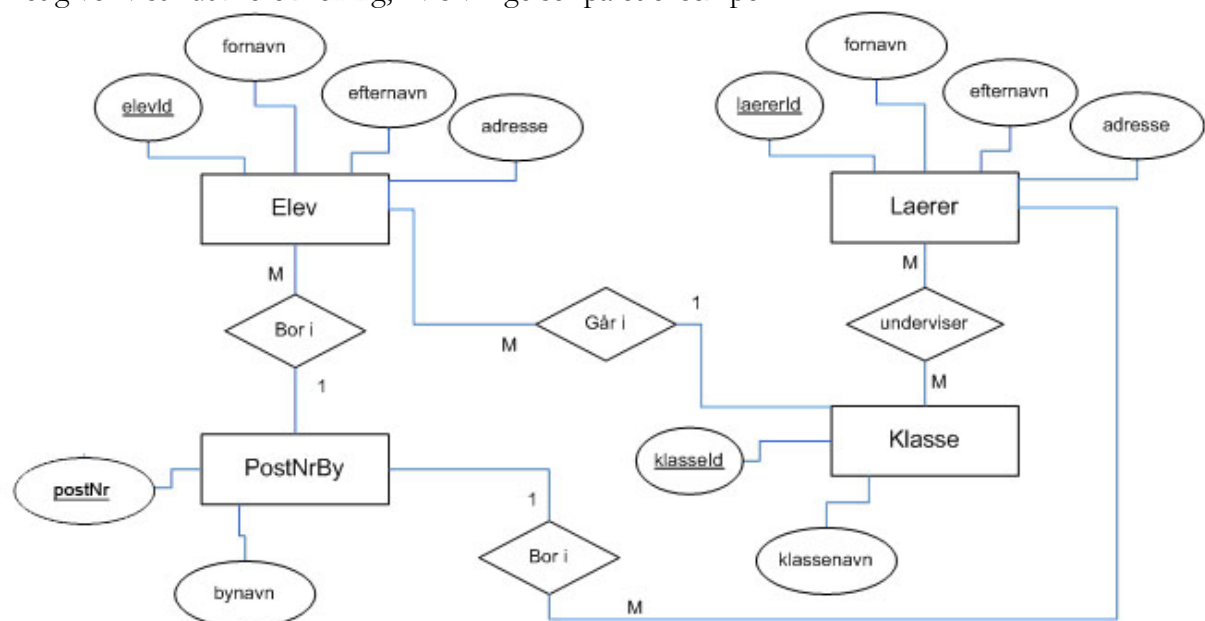 fornavn
fornavn
efternavn
efternavn
elevId
laererId
adresse
adresse
Elev
Laerer
M
M
Bor i
Går i
1
underviser
M
1
M
PostNrBy
Klasse
klasseId
postNr
1
Bor i
klassenavn
bynavn
M